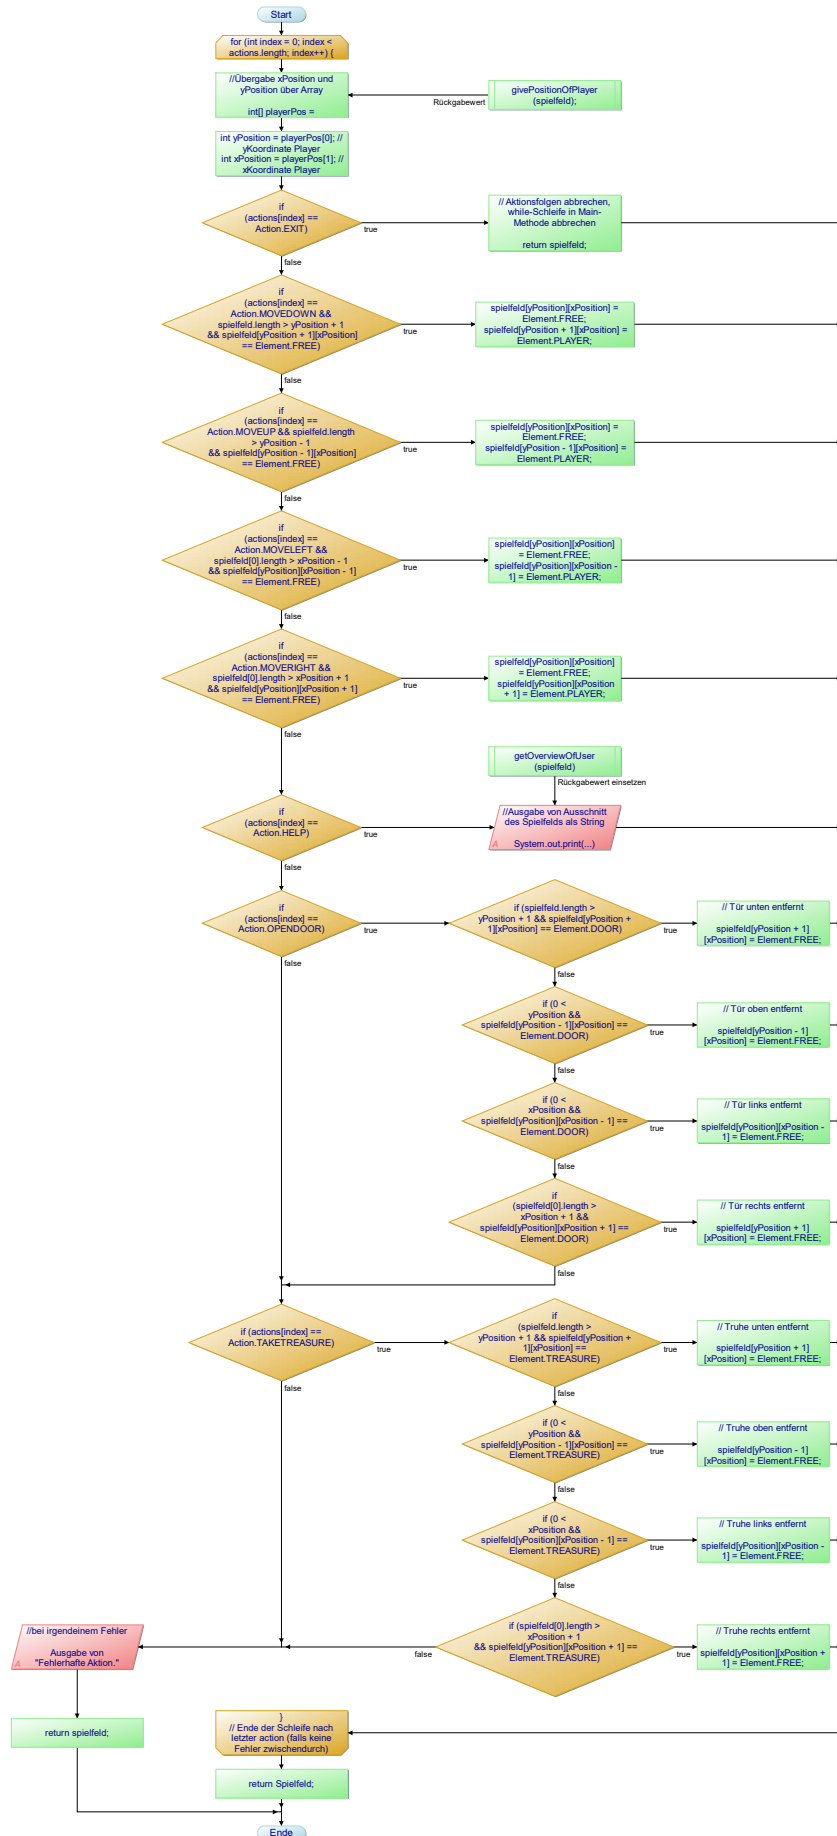 Start
for (int index = 0; index <
actions.length; index++) {
//Übergabe xPosition und
yPosition über Array
int[] playerPos =
givePositionOfPlayer
(spielfeld);
Rückgabewert
int yPosition = playerPos[0]; //
yKoordinate Player
int xPosition = playerPos[1]; //
xKoordinate Player
if
(actions[index] ==
Action.EXIT)
true
false
// Aktionsfolgen abbrechen,
while-Schleife in Main-
Methode abbrechen
return spielfeld;
if
(actions[index] ==
Action.MOVEDOWN &&
spielfeld.length > yPosition + 1
&& spielfeld[yPosition + 1][xPosition]
== Element.FREE)
true
false
spielfeld[yPosition][xPosition] =
Element.FREE;
spielfeld[yPosition + 1][xPosition] =
Element.PLAYER;
if
(actions[index] ==
Action.MOVEUP && spielfeld.length
> yPosition - 1
&& spielfeld[yPosition - 1][xPosition]
== Element.FREE)
true
false
spielfeld[yPosition][xPosition] =
Element.FREE;
spielfeld[yPosition - 1][xPosition] =
Element.PLAYER;
if
(actions[index] ==
Action.MOVELEFT &&
spielfeld[0].length > xPosition - 1
&& spielfeld[yPosition][xPosition - 1]
== Element.FREE)
true
false
spielfeld[yPosition][xPosition]
= Element.FREE;
spielfeld[yPosition][xPosition -
1] = Element.PLAYER;
if
(actions[index] ==
Action.MOVERIGHT &&
spielfeld[0].length > xPosition + 1
&& spielfeld[yPosition][xPosition + 1]
== Element.FREE)
true
false
spielfeld[yPosition][xPosition]
= Element.FREE;
spielfeld[yPosition][xPosition
+ 1] = Element.PLAYER;
getOverviewOfUser
(spielfeld)
Rückgabewert einsetzen
if
(actions[index] ==
Action.HELP)
true
false
//Ausgabe von Ausschnitt
des Spielfelds als String
System.out.print(...)
A
if
(actions[index] ==
Action.OPENDOOR)
true
false
if (spielfeld.length >
yPosition + 1 && spielfeld[yPosition +
1][xPosition] == Element.DOOR)
true
false
// Tür unten entfernt
spielfeld[yPosition + 1]
[xPosition] = Element.FREE;
if (0 <
yPosition &&
spielfeld[yPosition - 1][xPosition] ==
Element.DOOR)
true
false
// Tür oben entfernt
spielfeld[yPosition - 1]
[xPosition] = Element.FREE;
if (0 <
xPosition &&
spielfeld[yPosition][xPosition - 1] ==
Element.DOOR)
true
false
// Tür links entfernt
spielfeld[yPosition][xPosition -
1] = Element.FREE;
if
(spielfeld[0].length >
xPosition + 1 &&
spielfeld[yPosition][xPosition + 1] ==
Element.DOOR)
true
false
// Tür rechts entfernt
spielfeld[yPosition + 1]
[xPosition] = Element.FREE;
if (actions[index] ==
Action.TAKETREASURE)
true
false
if
(spielfeld.length >
yPosition + 1 && spielfeld[yPosition +
1][xPosition] ==
Element.TREASURE)
true
false
// Truhe unten entfernt
spielfeld[yPosition + 1]
[xPosition] = Element.FREE;
if (0 <
yPosition &&
spielfeld[yPosition - 1][xPosition] ==
Element.TREASURE)
true
false
// Truhe oben entfernt
spielfeld[yPosition - 1]
[xPosition] = Element.FREE;
if (0 <
xPosition &&
spielfeld[yPosition][xPosition - 1] ==
Element.TREASURE)
true
false
// Truhe links entfernt
spielfeld[yPosition][xPosition -
1] = Element.FREE;
if (spielfeld[0].length >
xPosition + 1
&& spielfeld[yPosition][xPosition + 1] ==
Element.TREASURE)
true
false
// Truhe rechts entfernt
spielfeld[yPosition][xPosition +
1] = Element.FREE;
//bei irgendeinem Fehler
Ausgabe von
"Fehlerhafte Aktion."
A
return spielfeld;
}
// Ende der Schleife nach
letzter action (falls keine
Fehler zwischendurch)
return Spielfeld;
Ende